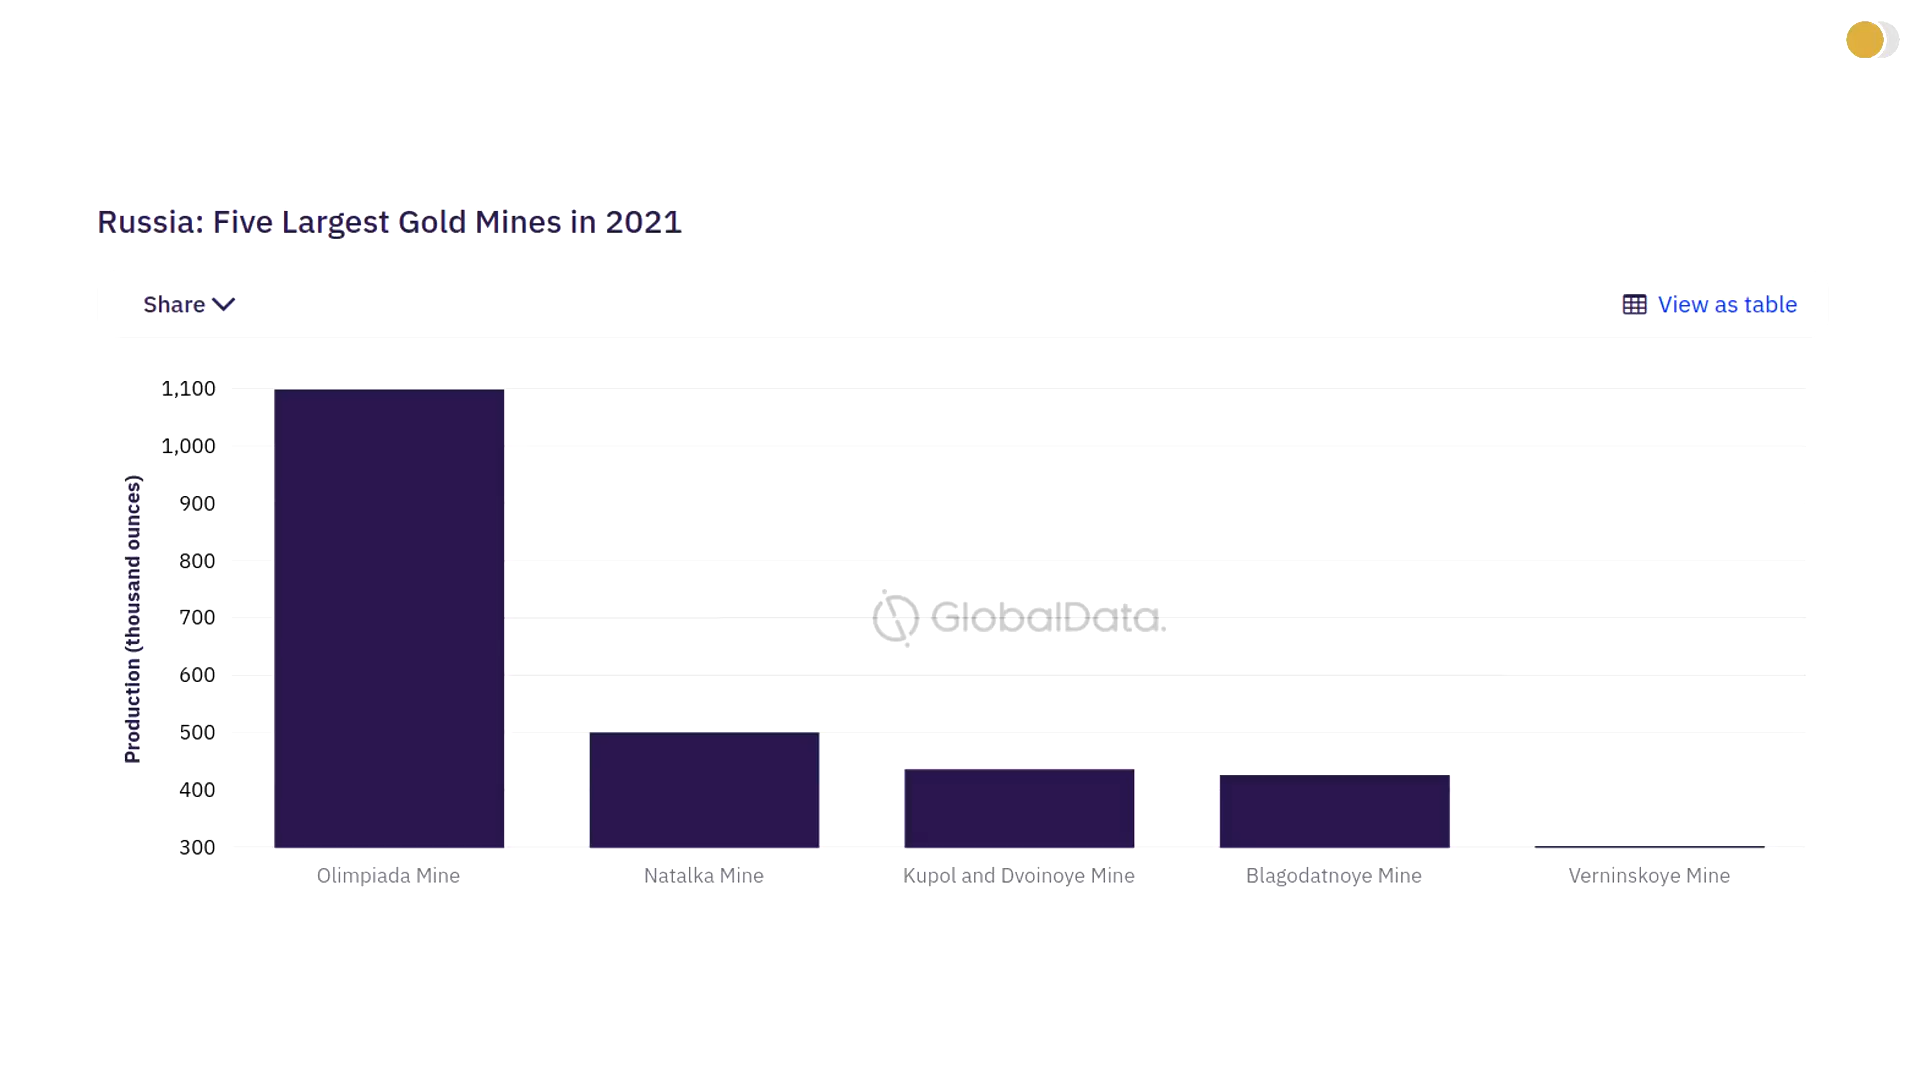 Russia: Five Largest Gold Mines in 2021
Share
View as table
Production (thousand ounces)
1,100
1,000
900
800
700
600
500
400
300
GlobalData.
Olimpiada Mine
Natalka Mine
Kupol and Dvoinoye Mine
Blagodatnoye Mine
Verninskoye Mine